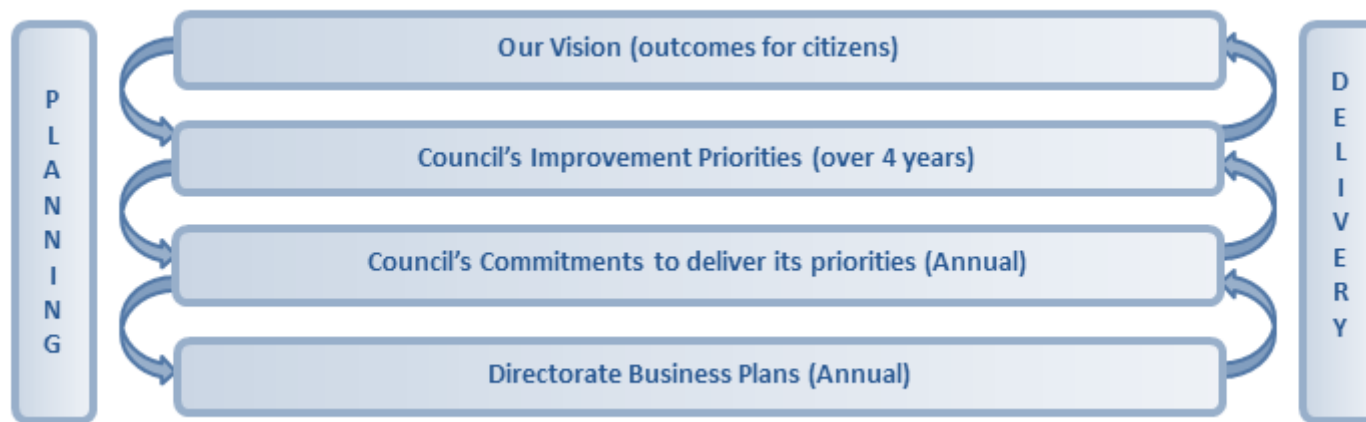 PLANNING
Our Vision (outcomes for citizens)
Council's Improvement Priorities (over 4 years)
Council's Commitments to deliver its priorities (Annual)
Directorate Business Plans (Annual)
DELIVERY